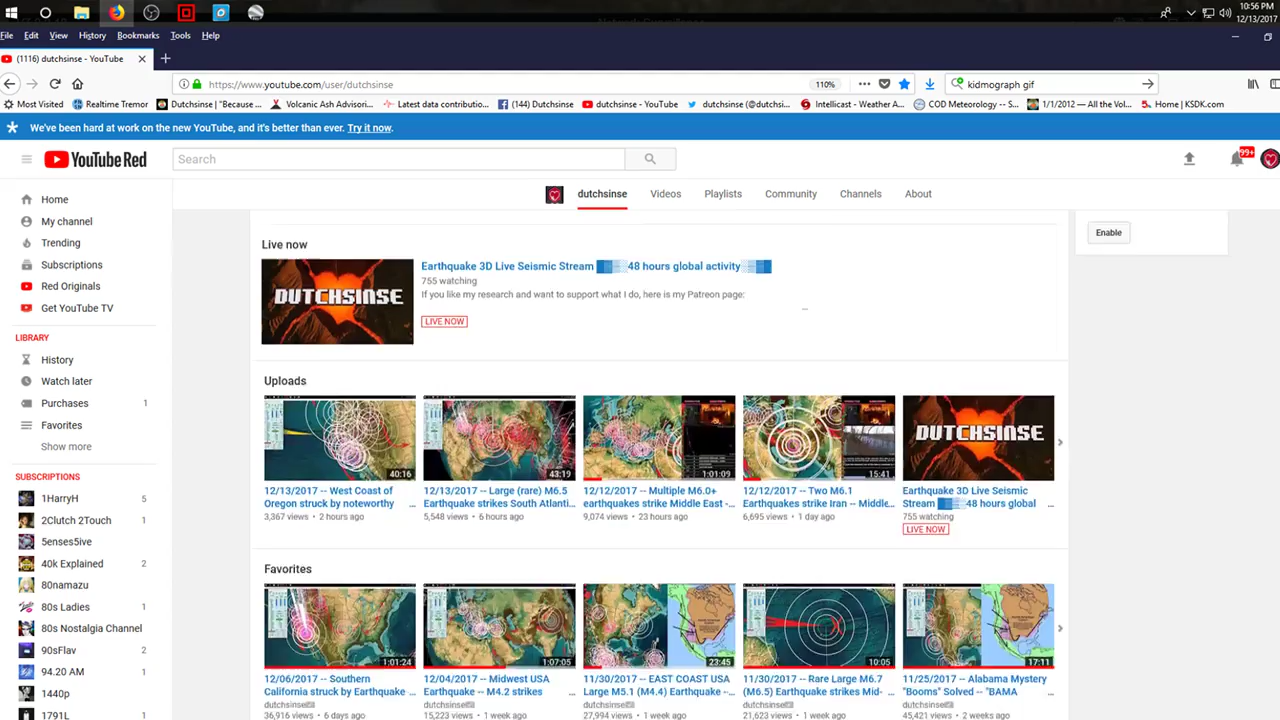 10:56 PM
12/13/2017
File Edit View History Bookmarks Tools Help
(1116) dutchsinse - YouTube
https://www.youtube.com/user/dutchsinse 110% kidmograph gif
Most Visited Realtime Tremor Dutchsinse | "Because ... Volcanic Ash Advisori... Latest data contributio... (144) Dutchsinse dutchsinse - YouTube dutchsinse (@dutchsi... Intellicast - Weather A... COD Meteorology -- S... 1/1/2012 -- All the Vol... Home | KSDK.com
We've been hard at work on the new YouTube, and it's better than ever. Try it now.
YouTube Red Search 99+
dutchsinse Videos Playlists Community Channels About
Enable
Home
My channel
Trending
Subscriptions
Red Originals
Get YouTube TV
LIBRARY
History
Watch later
Purchases 1
Favorites
Show more
SUBSCRIPTIONS
1HarryH 5
2Clutch 2Touch 1
5enses5ive
40k Explained 2
80namazu
80s Ladies 1
80s Nostalgia Channel
90sFlav 2
94.20 AM 1
1440p
1791L
Live now
DUTCHSINSE
Earthquake 3D Live Seismic Stream ▓▓▒▒░░48 hours global activity░░▒▒▓▓
755 watching
If you like my research and want to support what I do, here is my Patreon page:
...
LIVE NOW
Uploads
40:16 43:19 1:01:09 15:41 DUTCHSINSE
12/13/2017 -- West Coast of
Oregon struck by noteworthy ...
3,367 views • 2 hours ago
12/13/2017 -- Large (rare) M6.5
Earthquake strikes South Atlanti...
5,548 views • 6 hours ago
12/12/2017 -- Multiple M6.0+
earthquakes strike Middle East -...
9,074 views • 23 hours ago
12/12/2017 -- Two M6.1
Earthquakes strike Iran -- Middle...
6,695 views • 1 day ago
Earthquake 3D Live Seismic
Stream ▓▓▒▒░░48 hours global ...
755 watching
LIVE NOW
Favorites
1:01:24 1:07:05 23:45 10:05 17:11
12/06/2017 -- Southern
California struck by Earthquake ...
dutchsinse
36,916 views • 6 days ago
12/04/2017 -- Midwest USA
Earthquake -- M4.2 strikes ...
dutchsinse
15,223 views • 1 week ago
11/30/2017 -- EAST COAST USA
Large M5.1 (M4.4) Earthquake --...
dutchsinse
27,994 views • 1 week ago
11/30/2017 -- Rare Large M6.7
(M6.5) Earthquake strikes Mid-...
dutchsinse
21,623 views • 1 week ago
11/25/2017 -- Alabama Mystery
"Booms" Solved -- "BAMA ...
dutchsinse
45,421 views • 2 weeks ago